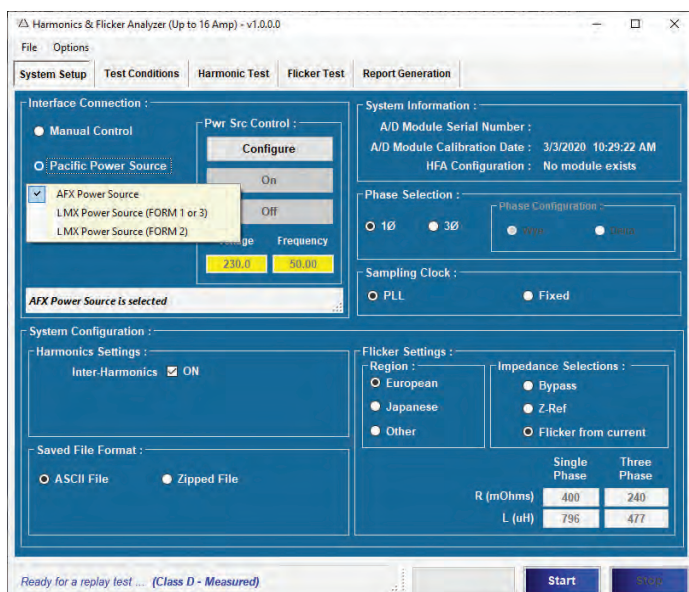 Harmonics & Flicker Analyzer (Up to 16 Amp) - v1.0.0.0
File Options
System Setup Test Conditions Harmonic Test Flicker Test Report Generation
Interface Connection :
Manual Control
Pacific Power Source
AFX Power Source
LMX Power Source (FORM 1 or 3)
LMX Power Source (FORM 2)
Pwr Src Control :
Configure
On
Off
Frequency
230.0 50.00
AFX Power Source is selected
System Information :
A/D Module Serial Number :
A/D Module Calibration Date : 3/3/2020 10:29:22 AM
HFA Configuration : No module exists
Phase Selection :
1Ø 3Ø
Phase Configuration :
Sampling Clock :
PLL Fixed
System Configuration :
Harmonics Settings :
Inter-Harmonics ON
Saved File Format :
ASCII File Zipped File
Flicker Settings :
Region :
European
Japanese
Other
Impedance Selections :
Bypass
Z-Ref
Flicker from current
Single Phase Three Phase
R (mOhms) 400 240
L (uH) 796 477
Ready for a replay test ... (Class D - Measured)
Start Stop